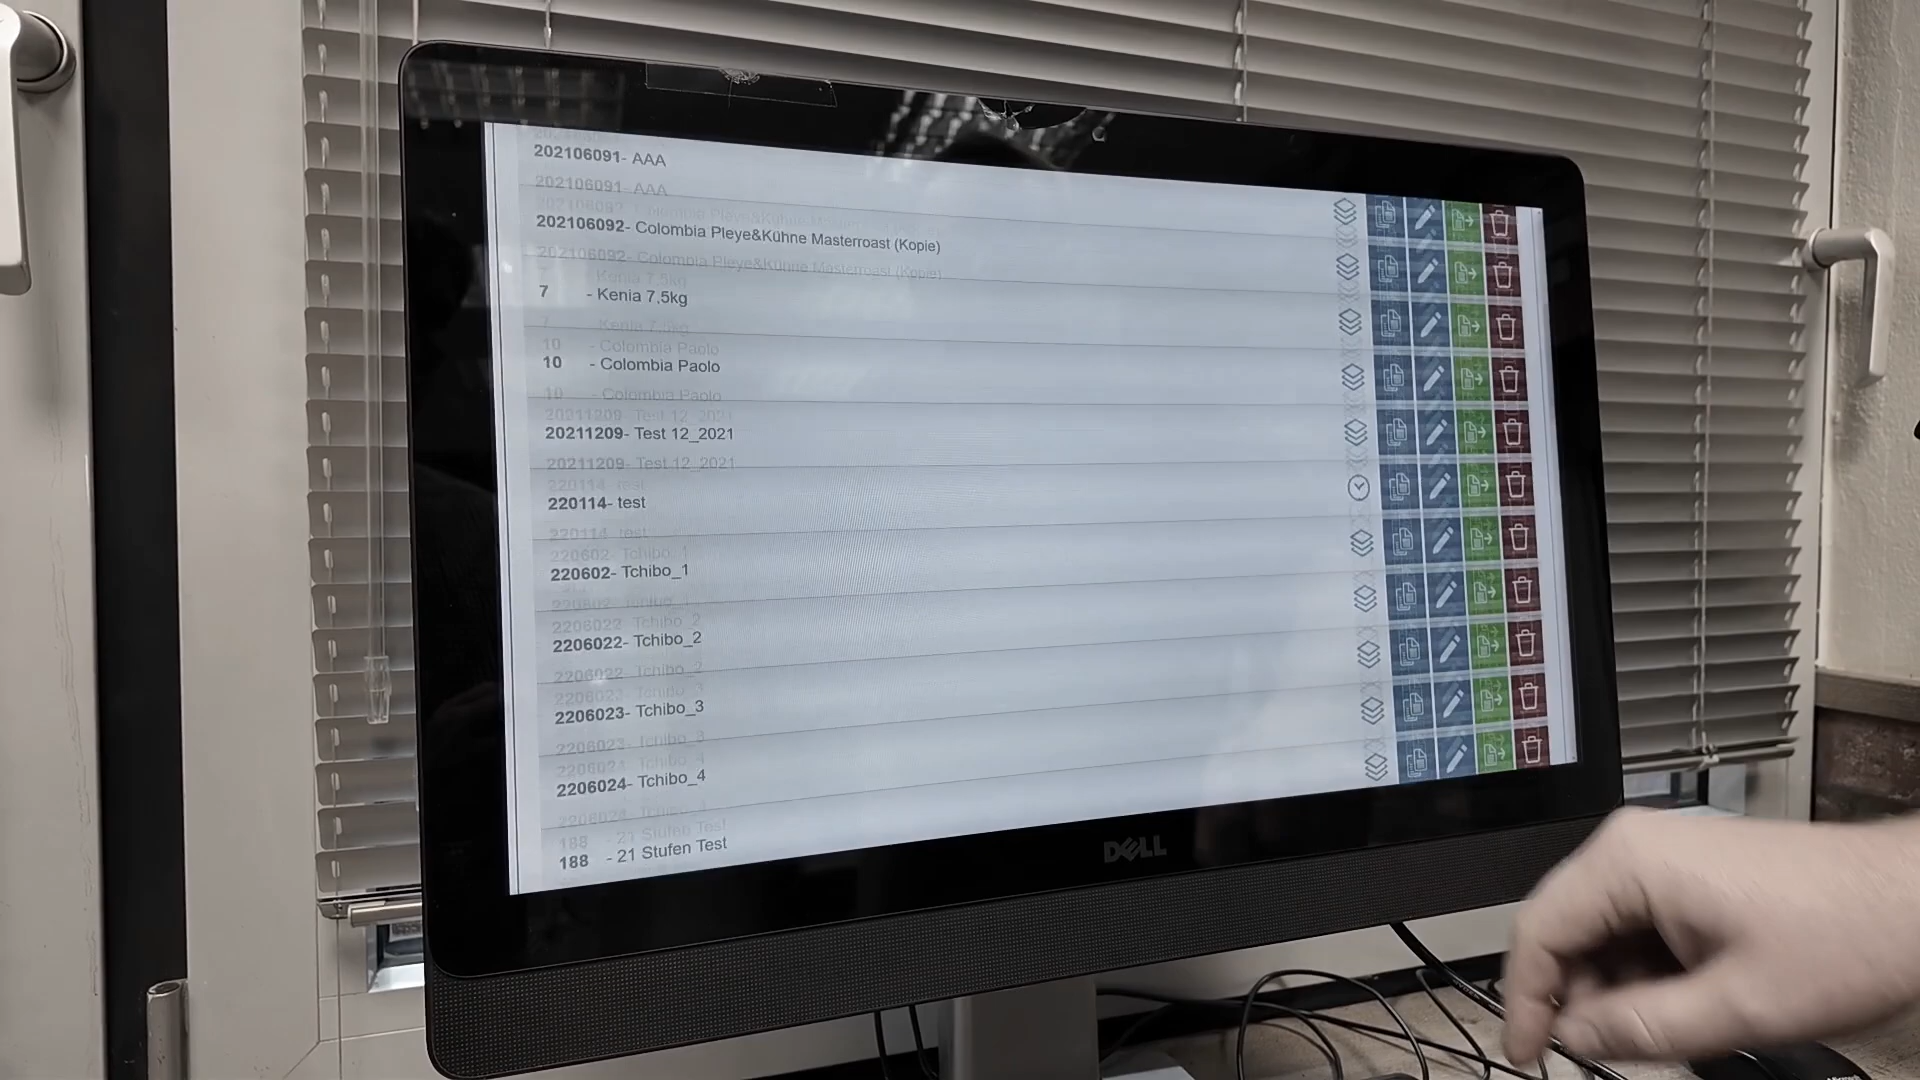 202106091- AAA
202106092- Colombia Pleye&Kühne Masterroast (Kopie)
7 - Kenia 7,5kg
10 - Colombia Paolo
20211209- Test 12_2021
220114- test
220602- Tchibo_1
2206022- Tchibo_2
2206023- Tchibo_3
2206024- Tchibo_4
188 - 21 Stufen Test
DELL